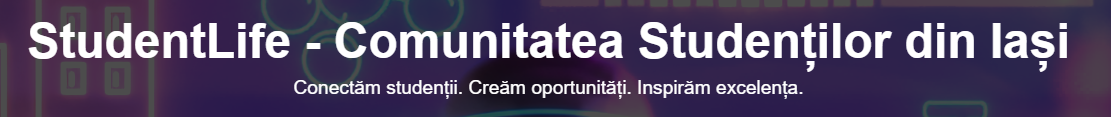 StudentLife - Comunitatea Studenților din Iași
Conectăm studenții. Creăm oportunități. Inspirăm excelența.